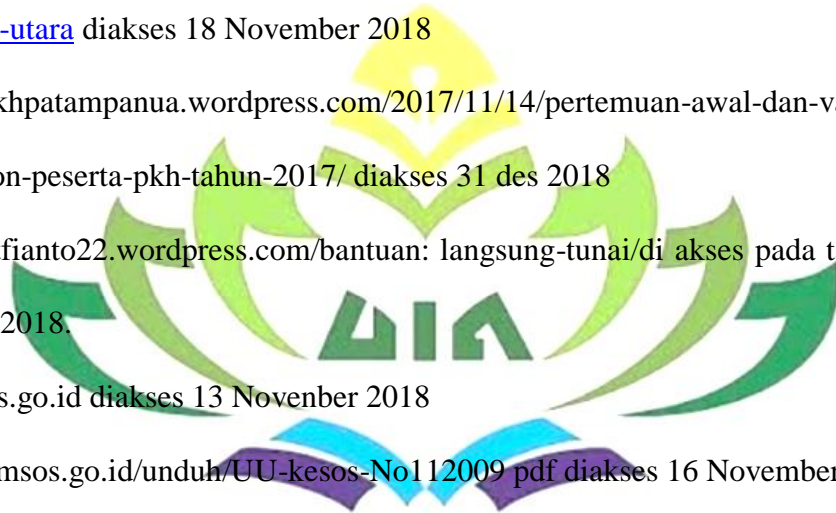 -utara diakses 18 November 2018
khpatampanua.wordpress.com/2017/11/14/pertemuan-awal-dan-v
on-peserta-pkh-tahun-2017/ diakses 31 des 2018
fianto22.wordpress.com/bantuan: langsung-tunai/di akses pada t
2018.
UIN
s.go.id diakses 13 Novenber 2018
msos.go.id/unduh/UU-kesos-No112009 pdf diakses 16 November